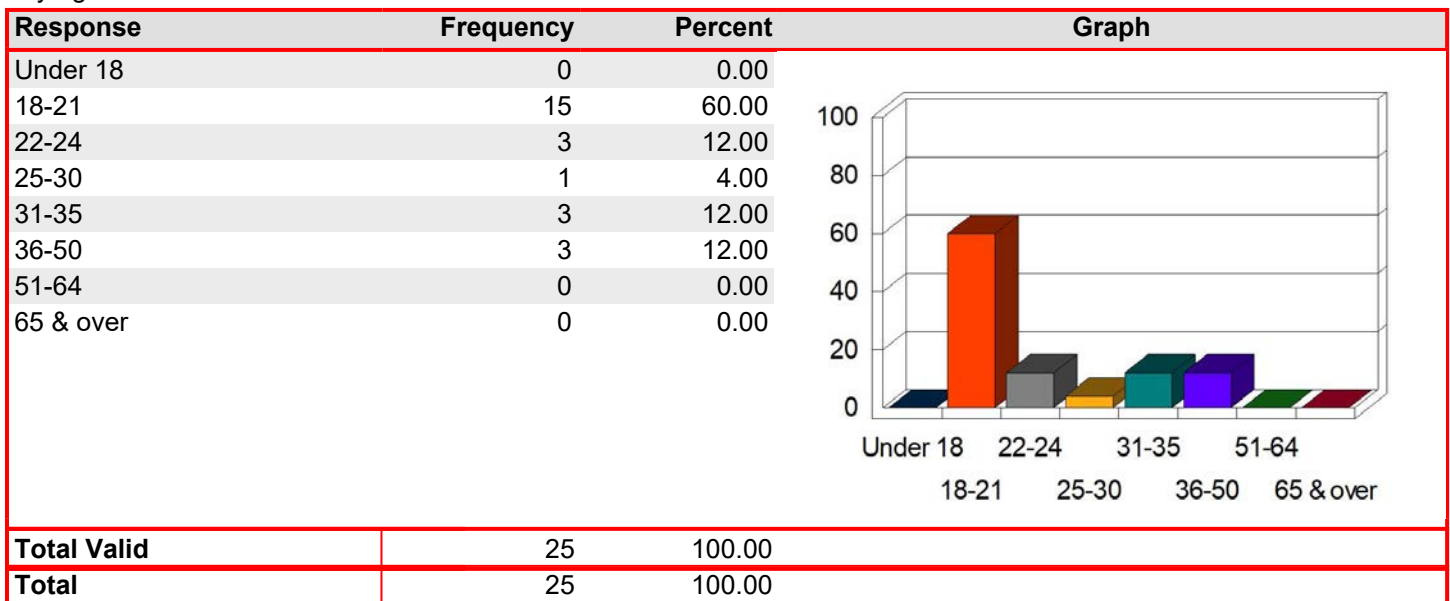 Response Frequency Percent Graph
Under 18 0 0.00
18-21 15 60.00
22-24 3 12.00
25-30 1 4.00
31-35 3 12.00
36-50 3 12.00
51-64 0 0.00
65 & over 0 0.00
100
80
60
40
20
0
Under 18 22-24 31-35 51-64
18-21 25-30 36-50 65 & over
Total Valid 25 100.00
Total 25 100.00